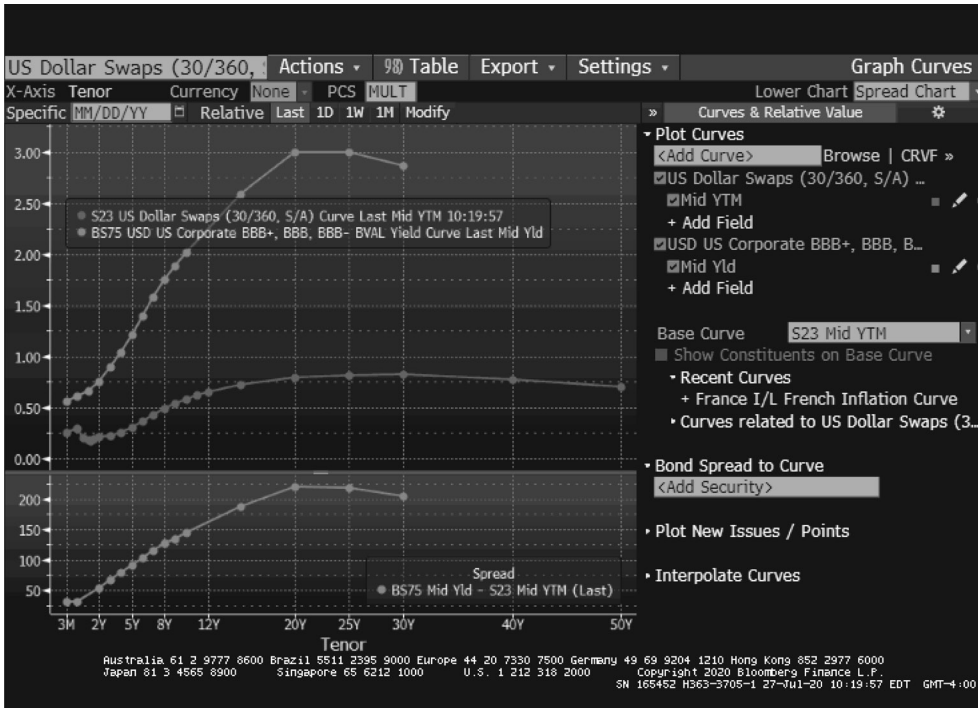 US Dollar Swaps (30/360, S Actions 98) Table Export Settings Graph Curves
X-Axis Tenor Currency None PCS MULT Lower Chart Spread Chart
Specific MM/DD/YY Relative Last 1D 1W 1M Modify » Curves & Relative Value
Plot Curves
<Add Curve> Browse | CRVF »
US Dollar Swaps (30/360, S/A) ...
Mid YTM
+ Add Field
USD US Corporate BBB+, BBB, B...
Mid Yld
+ Add Field
Base Curve S23 Mid YTM
Show Constituents on Base Curve
Recent Curves
+ France I/L French Inflation Curve
Curves related to US Dollar Swaps (3...
Bond Spread to Curve
<Add Security>
Plot New Issues / Points
Interpolate Curves
3.00
2.50
S23 US Dollar Swaps (30/360, S/A) Curve Last Mid YTM 10:19:57
BS75 USD US Corporate BBB+, BBB, BBB- BVAL Yield Curve Last Mid Yld
2.00
1.50
1.00
0.50
0.00
200
150
100
50
Spread
BS75 Mid Yld - S23 Mid YTM (Last)
3M 2Y 5Y 8Y 12Y 20Y 25Y 30Y 40Y 50Y
Tenor
Australia 61 2 9777 8600 Brazil 5511 2395 9000 Europe 44 20 7330 7500 Germany 49 69 9204 1210 Hong Kong 852 2977 6000
Japan 81 3 4565 8900 Singapore 65 6212 1000 U.S. 1 212 318 2000 Copyright 2020 Bloomberg Finance L.P.
SN 165452 H363-3705-1 27-Jul-20 10:19:57 EDT GMT-4:00